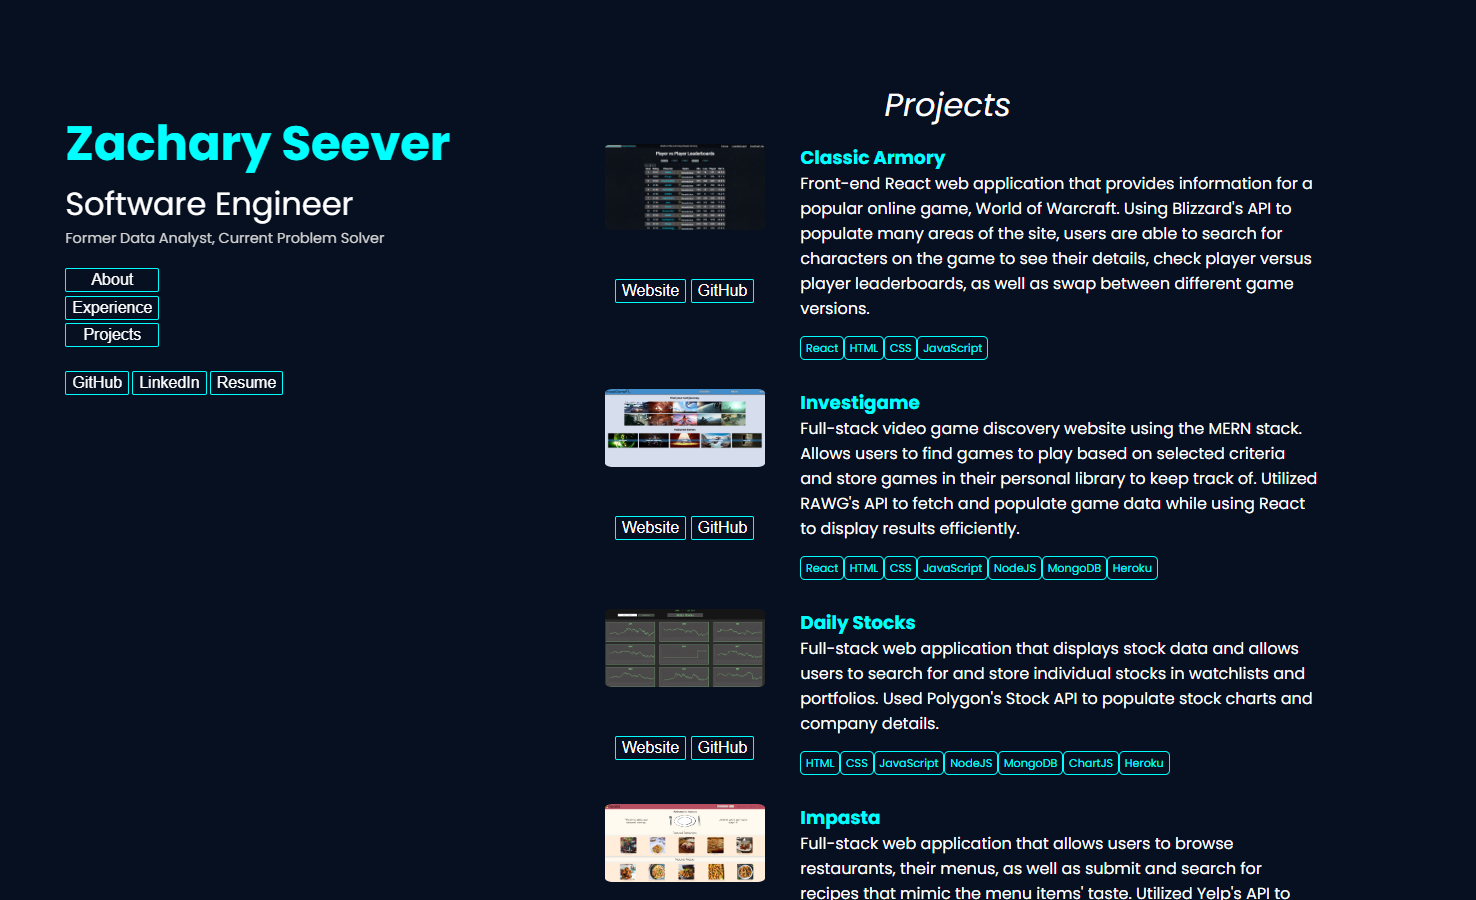 Zachary Seever
Software Engineer
Former Data Analyst, Current Problem Solver
About
Experience
Projects
GitHub LinkedIn Resume
Projects
Player vs Player Leaderboards
Website GitHub
Classic Armory
Front-end React web application that provides information for a
popular online game, World of Warcraft. Using Blizzard's API to
populate many areas of the site, users are able to search for
characters on the game to see their details, check player versus
player leaderboards, as well as swap between different game
versions.
React HTML CSS JavaScript
Website GitHub
Investigame
Full-stack video game discovery website using the MERN stack.
Allows users to find games to play based on selected criteria
and store games in their personal library to keep track of. Utilized
RAWG's API to fetch and populate game data while using React
to display results efficiently.
React HTML CSS JavaScript NodeJS MongoDB Heroku
Website GitHub
Daily Stocks
Full-stack web application that displays stock data and allows
users to search for and store individual stocks in watchlists and
portfolios. Used Polygon's Stock API to populate stock charts and
company details.
HTML CSS JavaScript NodeJS MongoDB ChartJS Heroku
Impasta
Full-stack web application that allows users to browse
restaurants, their menus, as well as submit and search for
recipes that mimic the menu items' taste. Utilized Yelp's API to